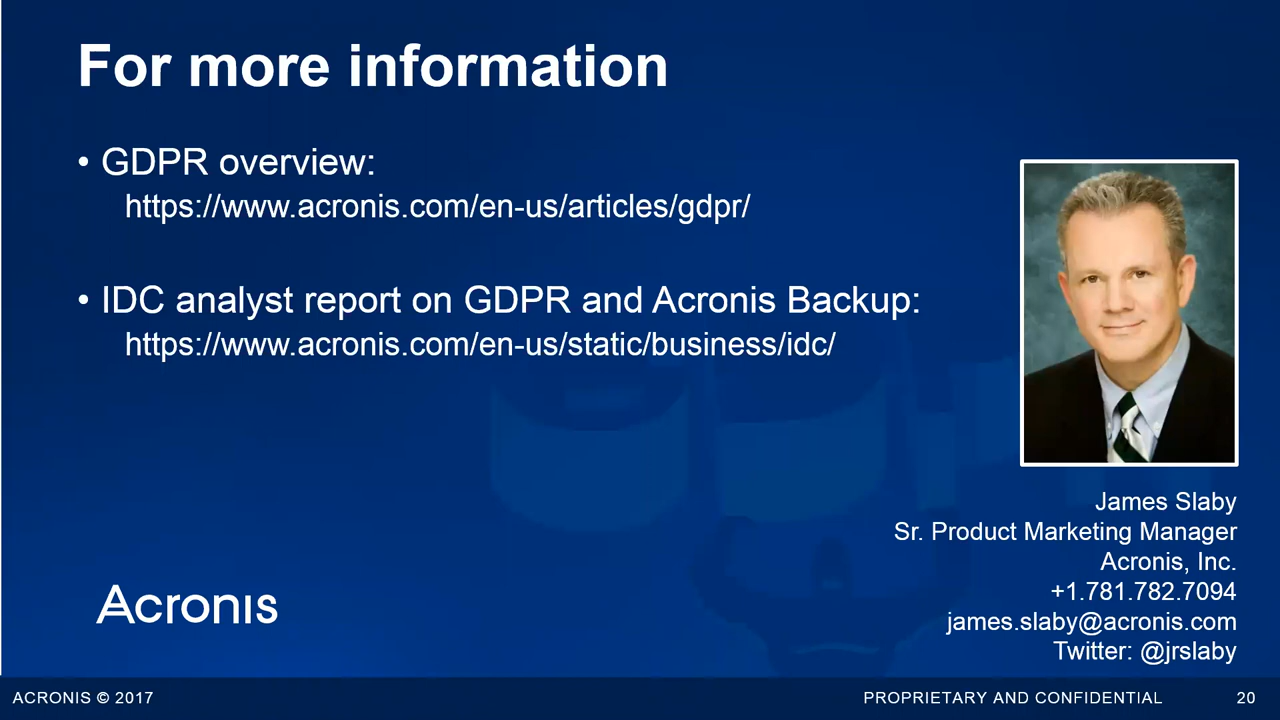 For more information
• GDPR overview:
https://www.acronis.com/en-us/articles/gdpr/
• IDC analyst report on GDPR and Acronis Backup:
https://www.acronis.com/en-us/static/business/idc/
James Slaby
Sr. Product Marketing Manager
Acronis, Inc.
+1.781.782.7094
james.slaby@acronis.com
Twitter: @jrslaby
Acronis
ACRONIS © 2017
PROPRIETARY AND CONFIDENTIAL
20